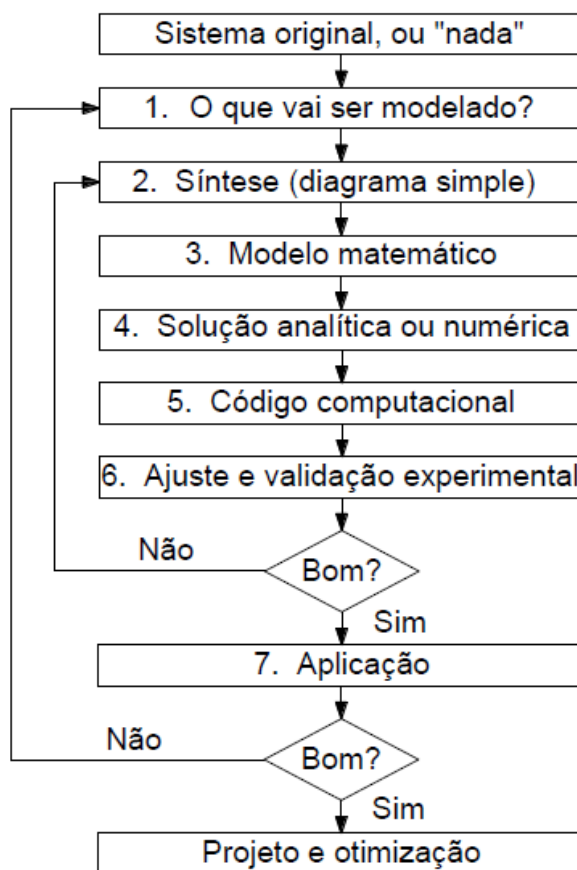 Sistema original, ou "nada"
1. O que vai ser modelado?
2. Síntese (diagrama simple)
3. Modelo matemático
4. Solução analítica ou numérica
5. Código computacional
6. Ajuste e validação experimental
Não
Bom?
Sim
7. Aplicação
Não
Bom?
Sim
Projeto e otimização